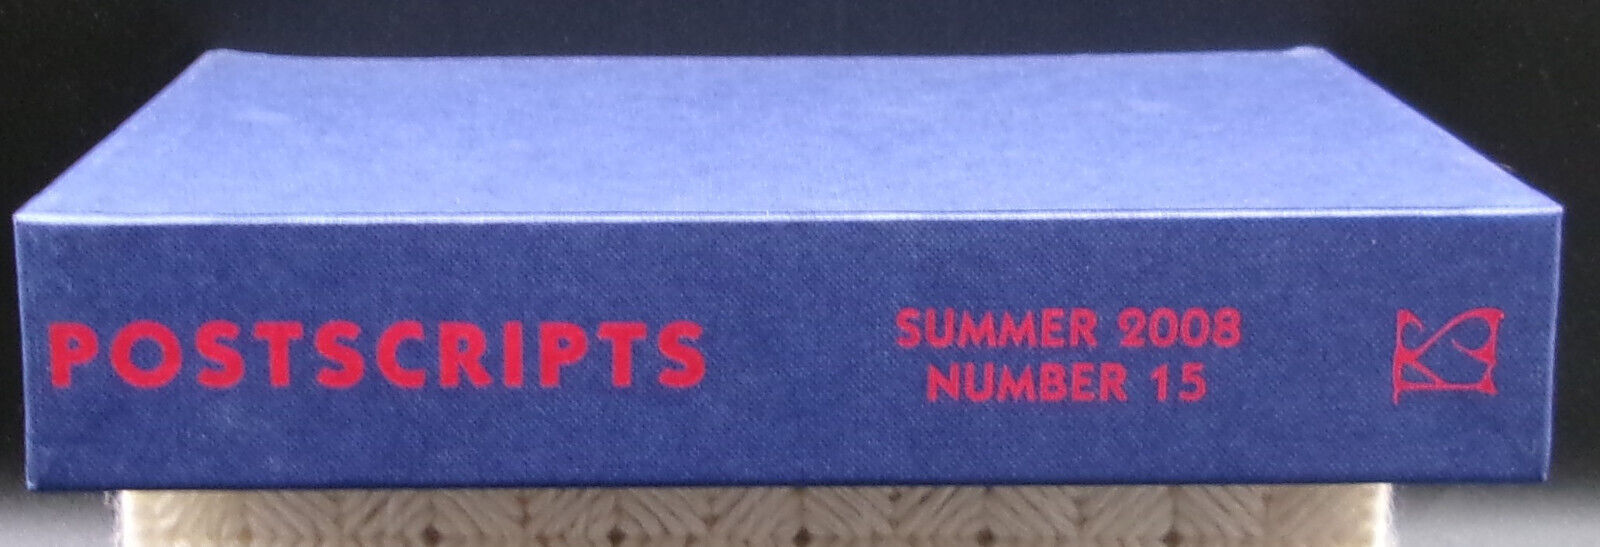 POSTSCRIPTS
SUMMER 2008
NUMBER 15